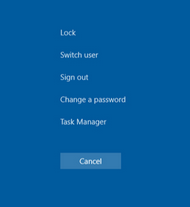 Lock
Switch user
Sign out
Change a password
Task Manager
Cancel